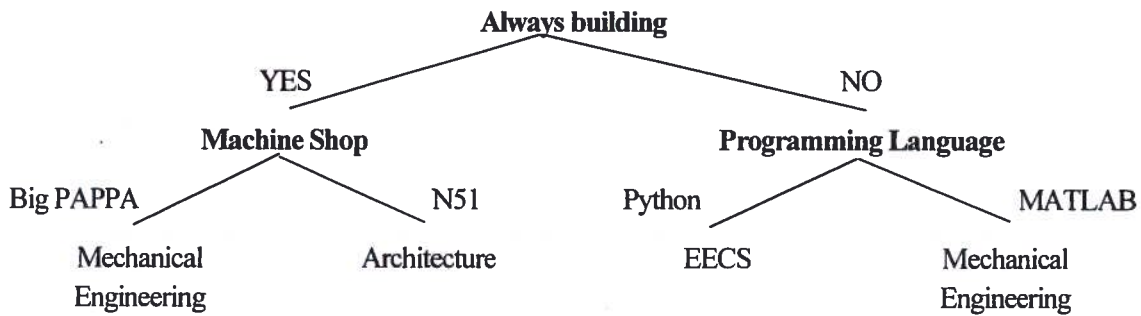 Always building
YES
NO
Machine Shop
Programming Language
Big PAPPA
N51
Python
MATLAB
Mechanical
Engineering
Architecture
EECS
Mechanical
Engineering